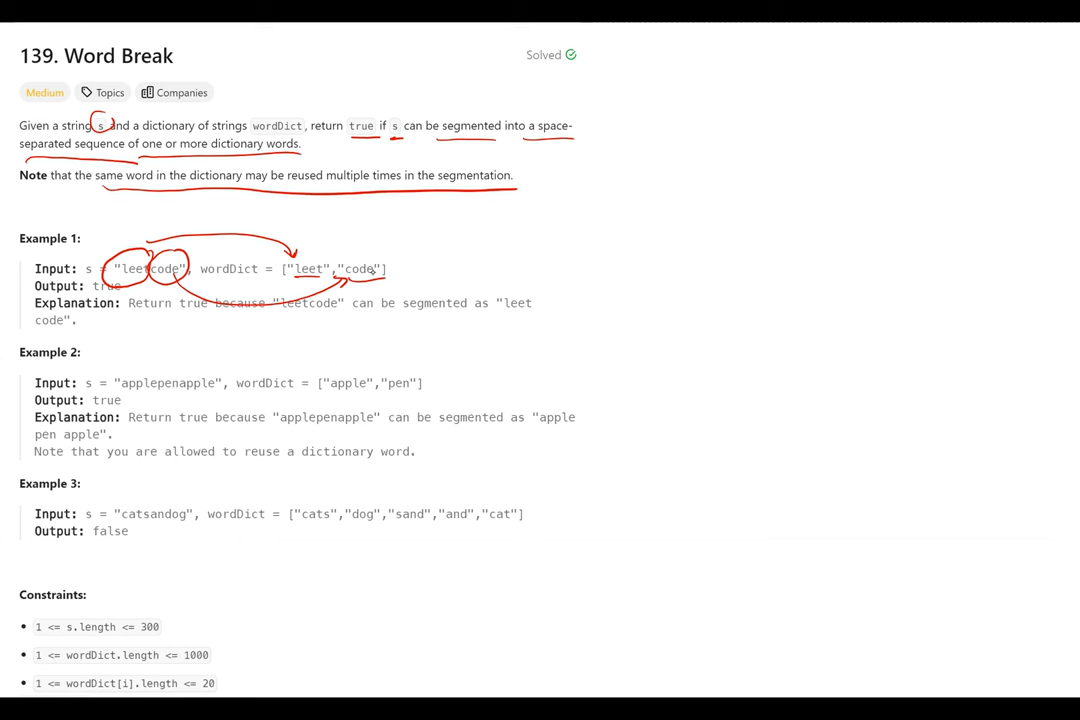 139. Word Break
Solved
Medium Topics Companies
Given a string s and a dictionary of strings wordDict, return true if s can be segmented into a space-
separated sequence of one or more dictionary words.
Note that the same word in the dictionary may be reused multiple times in the segmentation.
Example 1:
Input: s = "leetcode", wordDict = ["leet","code"]
Output: true
Explanation: Return true because "leetcode" can be segmented as "leet
code".
Example 2:
Input: s = "applepenapple", wordDict = ["apple","pen"]
Output: true
Explanation: Return true because "applepenapple" can be segmented as "apple
pen apple".
Note that you are allowed to reuse a dictionary word.
Example 3:
Input: s = "catsandog", wordDict = ["cats","dog","sand","and","cat"]
Output: false
Constraints:
• 1 <= s.length <= 300
• 1 <= wordDict.length <= 1000
• 1 <= wordDict[i].length <= 20